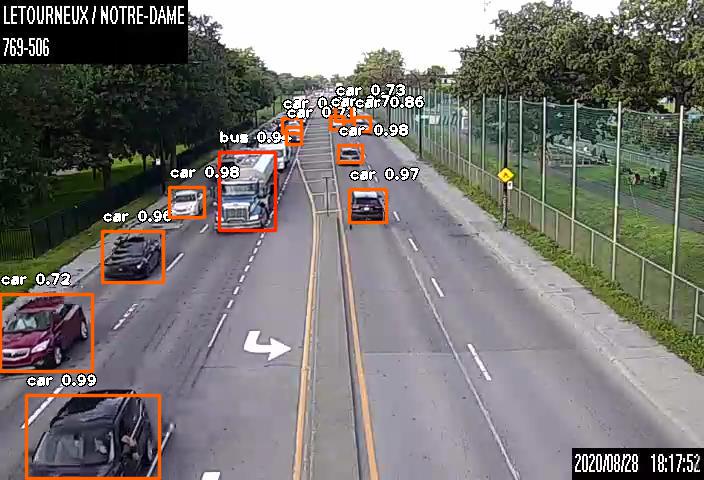 LETOURNEUX / NOTRE-DAME
769-506
car 0.73
car 0.86
car 0.98
bus 0.94
car 0.98
car 0.97
car 0.96
car 0.72
car 0.99
2020/08/28 18:17:52